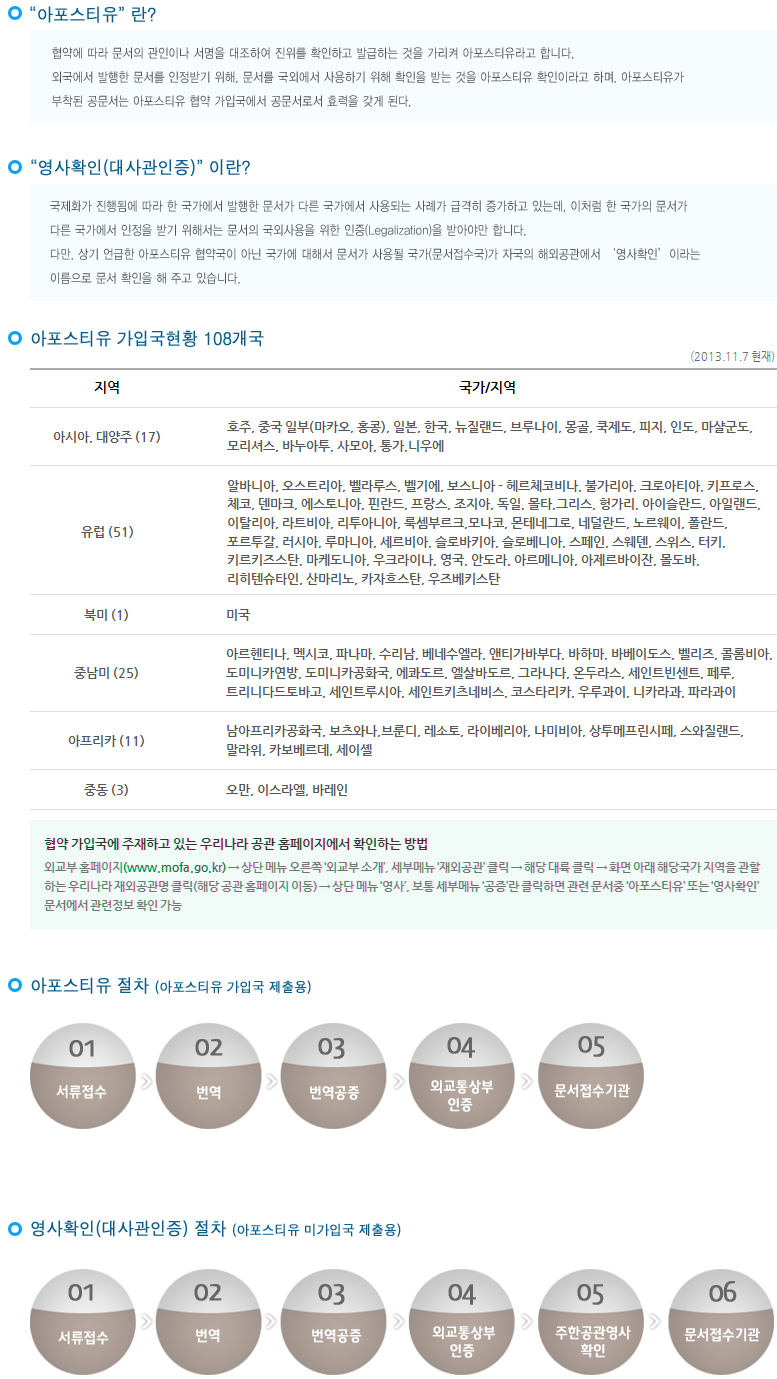 “아포스티유” 란?
협약에 따라 문서의 관인이나 서명을 대조하여 진위를 확인하고 발급하는 것을 가리켜 아포스티유라고 합니다.
외국에서 발행한 문서를 인정받기 위해, 문서를 국외에서 사용하기 위해 확인을 받는 것을 아포스티유 확인이라고 하며, 아포스티유가
부착된 공문서는 아포스티유 협약 가입국에서 공문서로서 효력을 갖게 된다.
“영사확인(대사관인증)” 이란?
국제화가 진행됨에 따라 한 국가에서 발행한 문서가 다른 국가에서 사용되는 사례가 급격히 증가하고 있는데, 이처럼 한 국가의 문서가
다른 국가에서 인정을 받기 위해서는 문서의 국외사용을 위한 인증(Legalization)을 받아야만 합니다.
다만, 상기 언급한 아포스티유 협약국이 아닌 국가에 대해서 문서가 사용될 국가(문서접수국)가 자국의 해외공관에서 ‘영사확인’ 이라는
이름으로 문서 확인을 해 주고 있습니다.
아포스티유 가입국현황 108개국
(2013.11.7 현재)
지역 국가/지역
아시아, 대양주 (17)
호주, 중국 일부(마카오, 홍콩), 일본, 한국, 뉴질랜드, 브루나이, 몽골, 쿡제도, 피지, 인도, 마샬군도,
모리셔스, 바누아투, 사모아, 통가,니우에
유럽 (51)
알바니아, 오스트리아, 벨라루스, 벨기에, 보스니아 - 헤르체코비나, 불가리아, 크로아티아, 키프로스,
체코, 덴마크, 에스토니아, 핀란드, 프랑스, 조지아, 독일, 몰타,그리스, 헝가리, 아이슬란드, 아일랜드,
이탈리아, 라트비아, 리투아니아, 룩셈부르크,모나코, 몬테네그로, 네덜란드, 노르웨이, 폴란드,
포르투갈, 러시아, 루마니아, 세르비아, 슬로바키아, 슬로베니아, 스페인, 스웨덴, 스위스, 터키,
키르키즈스탄, 마케도니아, 우크라이나, 영국, 안도라, 아르메니아, 아제르바이잔, 몰도바,
리히텐슈타인, 산마리노, 카자흐스탄, 우즈베키스탄
북미 (1)
미국
중남미 (25)
아르헨티나, 멕시코, 파나마, 수리남, 베네수엘라, 앤티가바부다, 바하마, 바베이도스, 벨리즈, 콜롬비아,
도미니카연방, 도미니카공화국, 에콰도르, 엘살바도르, 그라나다, 온두라스, 세인트빈센트, 페루,
트리니다드토바고, 세인트루시아, 세인트키츠네비스, 코스타리카, 우루과이, 니카라과, 파라과이
아프리카 (11)
남아프리카공화국, 보츠와나,브룬디, 레소토, 라이베리아, 나미비아, 상투메프린시페, 스와질랜드,
말라위, 카보베르데, 세이셸
중동 (3)
오만, 이스라엘, 바레인
협약 가입국에 주재하고 있는 우리나라 공관 홈페이지에서 확인하는 방법
외교부 홈페이지(www.mofa.go.kr) → 상단 메뉴 오른쪽 ‘외교부 소개’, 세부메뉴 ‘재외공관’ 클릭 → 해당 대륙 클릭 → 화면 아래 해당국가 지역을 관할
하는 우리나라 재외공관명 클릭(해당 공관 홈페이지 이동) → 상단 메뉴 ‘영사’, 보통 세부메뉴 ‘공증’란 클릭하면 관련 문서중 ‘아포스티유’ 또는 ‘영사확인’
문서에서 관련정보 확인 가능
아포스티유 절차 (아포스티유 가입국 제출용)
01
서류접수
02
번역
03
번역공증
04
외교통상부
인증
05
문서접수기관
영사확인(대사관인증) 절차 (아포스티유 미가입국 제출용)
01
서류접수
02
번역
03
번역공증
04
외교통상부
인증
05
주한공관영사
확인
06
문서접수기관